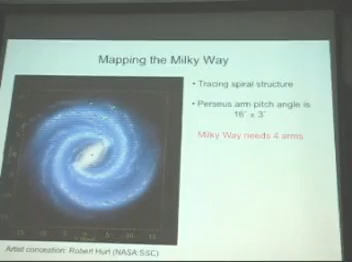 Mapping the Milky Way
• Tracing spiral structure
• Perseus arm pitch angle is
16° ± 3°
Milky Way needs 4 arms
Artist conception: Robert Hurt (NASA:SSC)